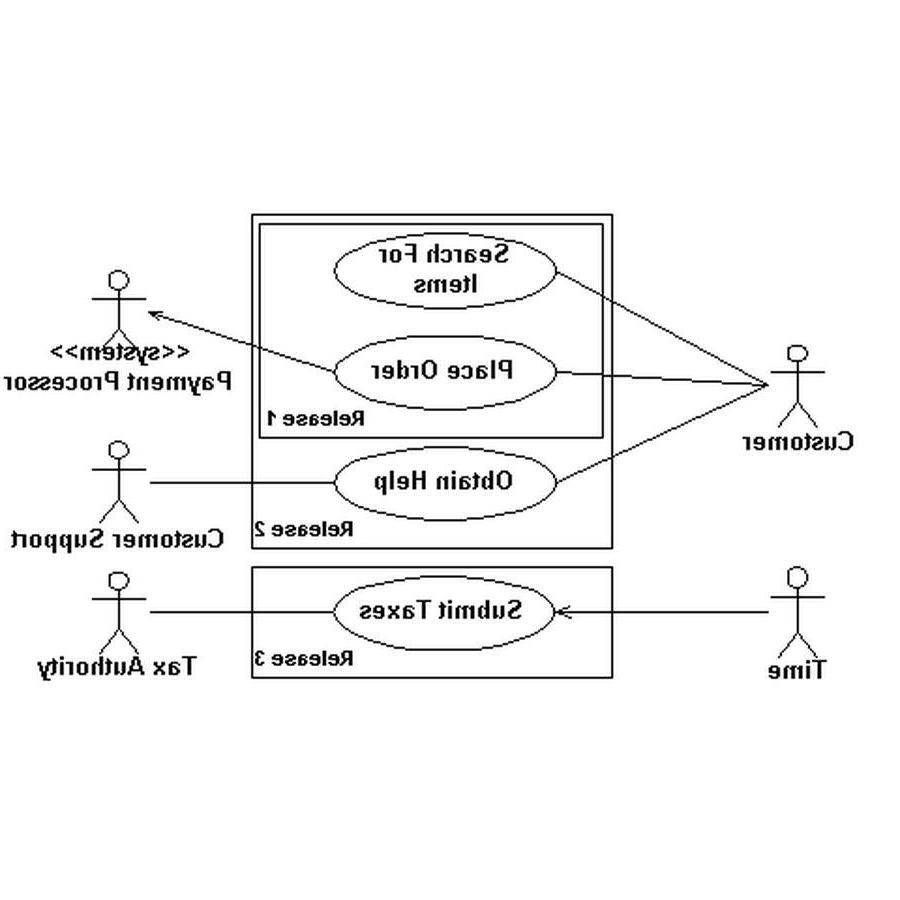 Search For
Items
<<system>>
Payment Processor
Place Order
Release 1
Customer
Obtain Help
Release 2
Customer Support
Submit Taxes
Release 3
Tax Authority
Time